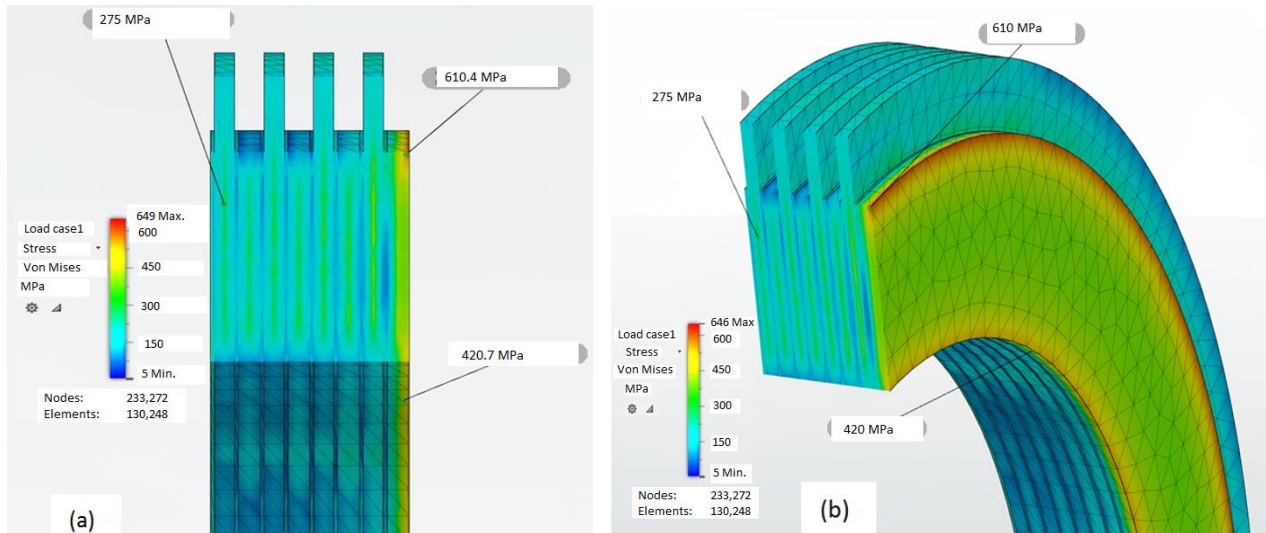 275 MPa
610.4 MPa
Load case1
Stress
Von Mises
MPa
649 Max.
600
450
300
150
5 Min.
Nodes: 233,272
Elements: 130,248
420.7 MPa
(a)
610 MPa
275 MPa
Load case1
Stress
Von Mises
MPa
646 Max
600
450
300
150
5 Min.
Nodes: 233,272
Elements: 130,248
420 MPa
(b)